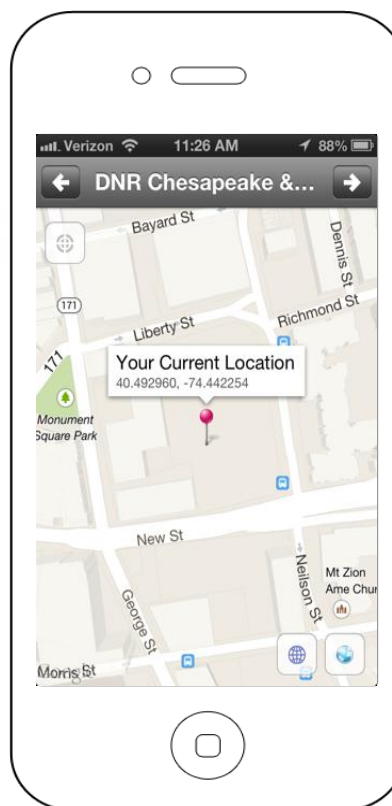 Verizon 11:26 AM 88%
DNR Chesapeake &...
Bayard St
Dennis St
171
Richmond St
Liberty St
171
Your Current Location
40.492960, -74.442254
Monument
Square Park
New St
George St
Neilson St
Mt Zion
Ame Chur
Morris St